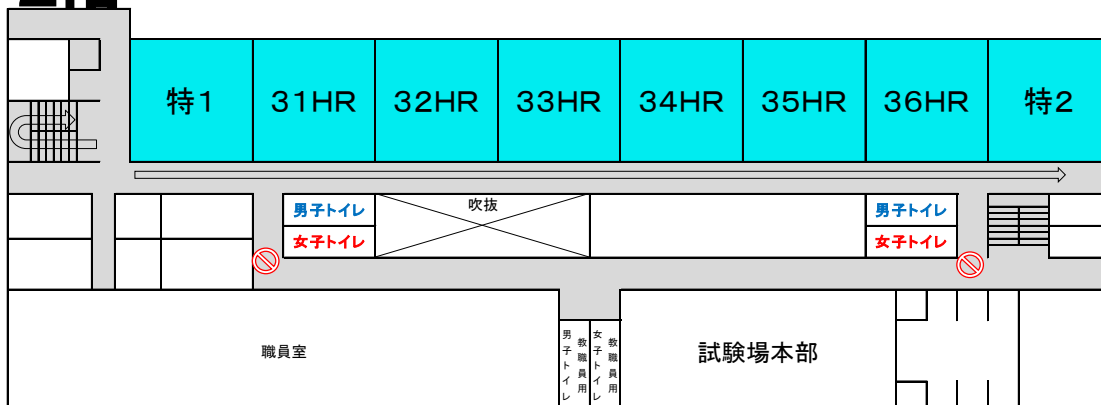 特1
31HR
32HR
33HR
34HR
35HR
36HR
特2
男子トイレ
吹抜
男子トイレ
女子トイレ
女子トイレ
職員室
教職員用
男子トイレ
教職員用
女子トイレ
試験場本部